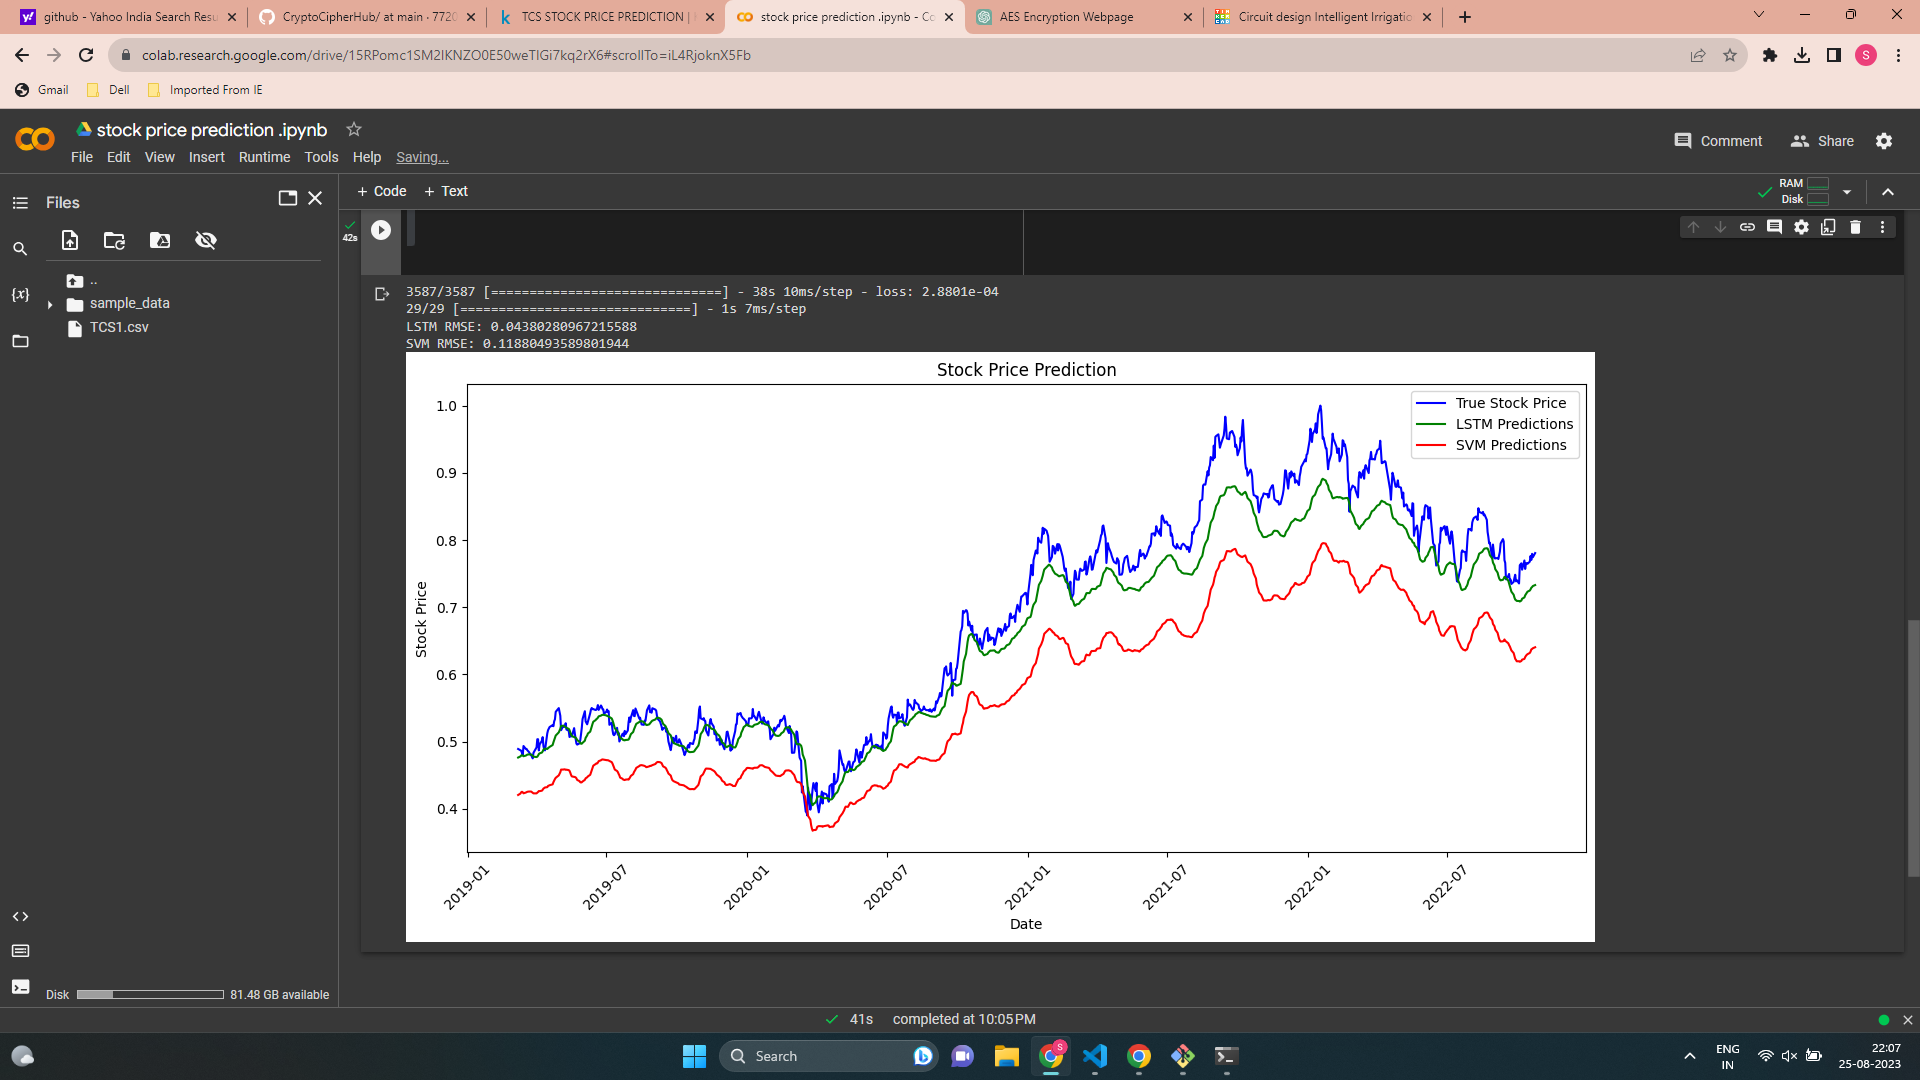 github - Yahoo India Search Resu
CryptoCipherHub/ at main · 7720
TCS STOCK PRICE PREDICTION |
stock price prediction .ipynb - Co
AES Encryption Webpage
Circuit design Intelligent Irrigatio
colab.research.google.com/drive/15RPomc1SM2IKNZO0E50weTIGi7kq2rX6#scrollTo=iL4RjoknX5Fb
S
Gmail
Dell
Imported From IE
stock price prediction .ipynb
File Edit View Insert Runtime Tools Help Saving...
Comment
Share
Files
+ Code
+ Text
RAM
Disk
42s
..
sample_data
TCS1.csv
3587/3587 [==============================] - 38s 10ms/step - loss: 2.8801e-04
29/29 [==============================] - 1s 7ms/step
LSTM RMSE: 0.04380280967215588
SVM RMSE: 0.11880493589801944
Stock Price Prediction
True Stock Price
LSTM Predictions
SVM Predictions
Stock Price
1.0
0.9
0.8
0.7
0.6
0.5
0.4
2019-01
2019-07
2020-01
2020-07
2021-01
2021-07
2022-01
2022-07
Date
Disk
81.48 GB available
41s completed at 10:05 PM
Search
ENG
IN
22:07
25-08-2023